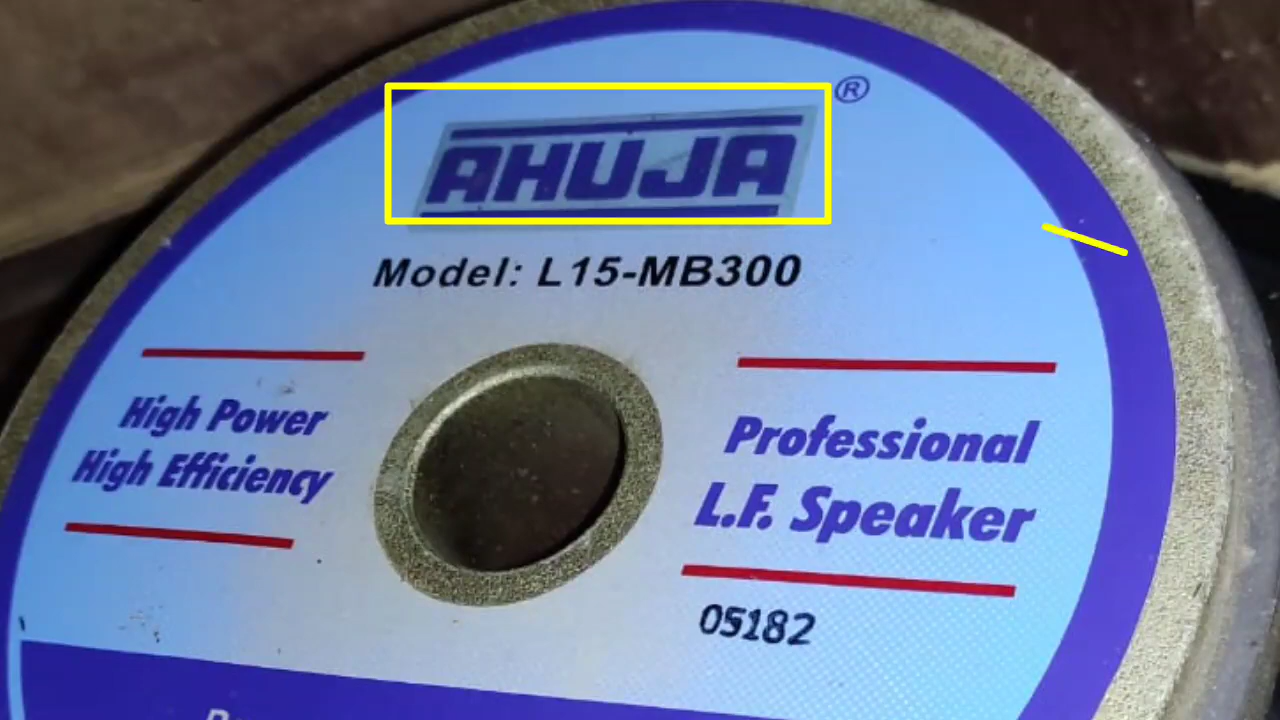 AHUJA ®
Model: L15-MB300
High Power
High Efficiency
Professional
L.F. Speaker
05182